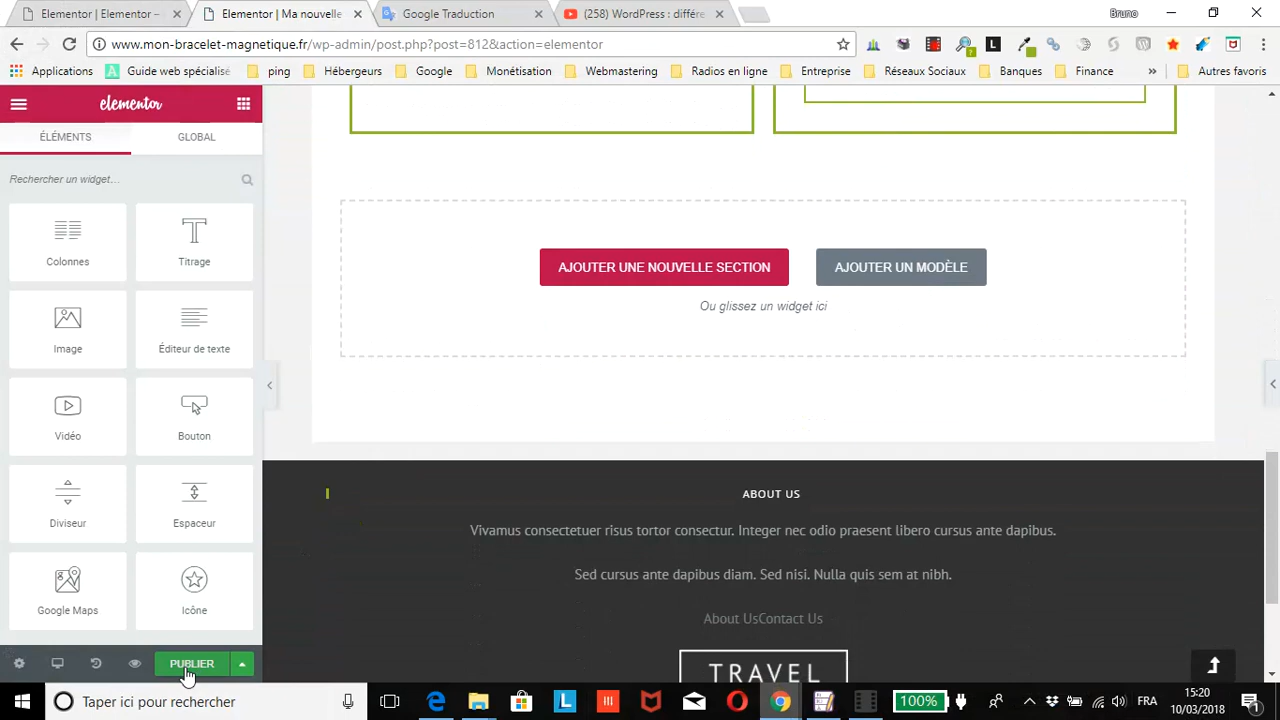 Elementor | Elementor –
Elementor | Ma nouvelle
Google Traduction
(258) WordPress : différe
Bruno
www.mon-bracelet-magnetique.fr/wp-admin/post.php?post=812&action=elementor
Applications
Guide web spécialisé
ping
Hébergeurs
Google
Monétisation
Webmastering
Radios en ligne
Entreprise
Réseaux Sociaux
Banques
Finance
»
Autres favoris
elementor
ÉLÉMENTS
GLOBAL
Rechercher un widget...
Colonnes
Titrage
Image
Éditeur de texte
Vidéo
Bouton
Diviseur
Espaceur
Google Maps
Icône
PUBLIER
AJOUTER UNE NOUVELLE SECTION
AJOUTER UN MODÈLE
Ou glissez un widget ici
ABOUT US
Vivamus consectetuer risus tortor consectur. Integer nec odio praesent libero cursus ante dapibus.
Sed cursus ante dapibus diam. Sed nisi. Nulla quis sem at nibh.
About UsContact Us
TRAVEL
Taper ici pour rechercher
100%
FRA
15:20
10/03/2018